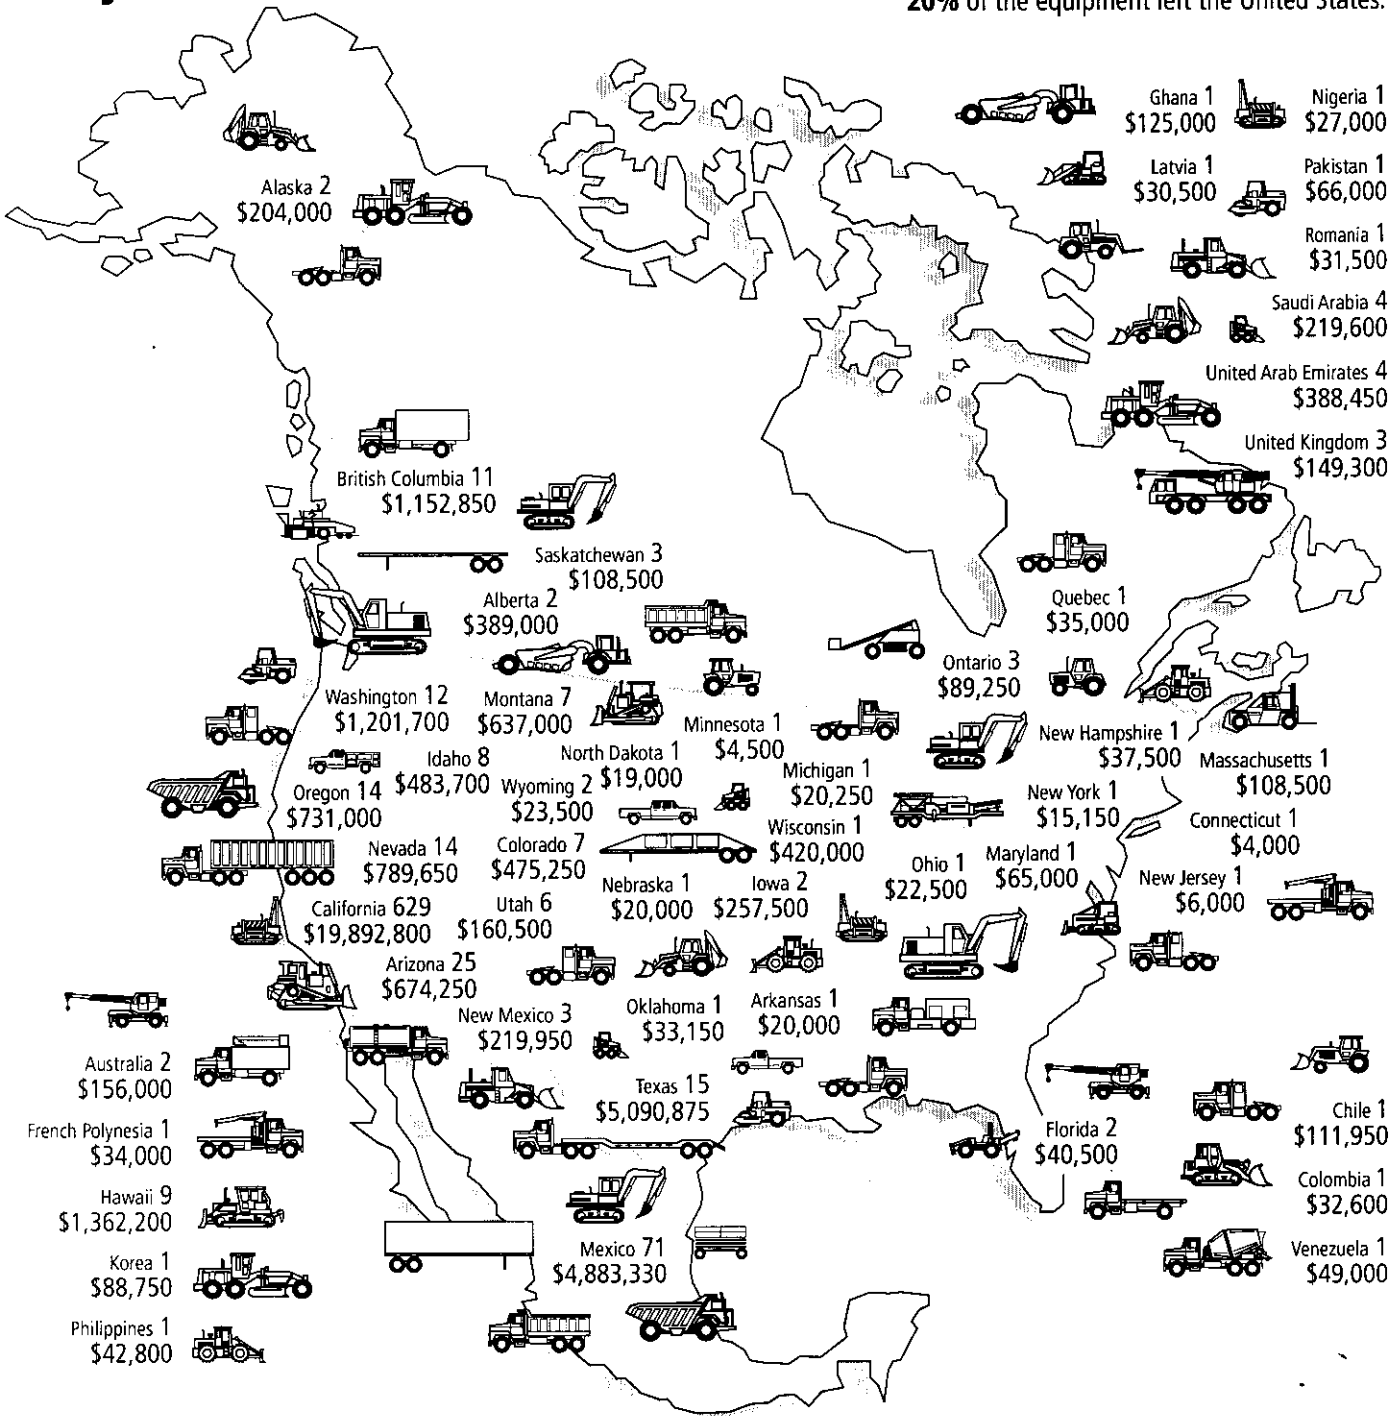 20% of the equipment left the United States.
Ghana 1
$125,000
Nigeria 1
$27,000
Latvia 1
$30,500
Pakistan 1
$66,000
Romania 1
$31,500
Saudi Arabia 4
$219,600
United Arab Emirates 4
$388,450
United Kingdom 3
$149,300
Alaska 2
$204,000
British Columbia 11
$1,152,850
Saskatchewan 3
$108,500
Alberta 2
$389,000
Quebec 1
$35,000
Ontario 3
$89,250
Washington 12
$1,201,700
Montana 7
$637,000
Minnesota 1
$4,500
New Hampshire 1
$37,500
Massachusetts 1
$108,500
Idaho 8
$483,700
North Dakota 1
$19,000
Michigan 1
$20,250
Oregon 14
$731,000
Wyoming 2
$23,500
New York 1
$15,150
Wisconsin 1
$420,000
Connecticut 1
$4,000
Nevada 14
$789,650
Colorado 7
$475,250
Ohio 1
$22,500
Maryland 1
$65,000
New Jersey 1
$6,000
Nebraska 1
$20,000
Iowa 2
$257,500
California 629
$19,892,800
Utah 6
$160,500
Arizona 25
$674,250
New Mexico 3
$219,950
Oklahoma 1
$33,150
Arkansas 1
$20,000
Australia 2
$156,000
Texas 15
$5,090,875
French Polynesia 1
$34,000
Florida 2
$40,500
Chile 1
$111,950
Hawaii 9
$1,362,200
Colombia 1
$32,600
Korea 1
$88,750
Mexico 71
$4,883,330
Venezuela 1
$49,000
Philippines 1
$42,800